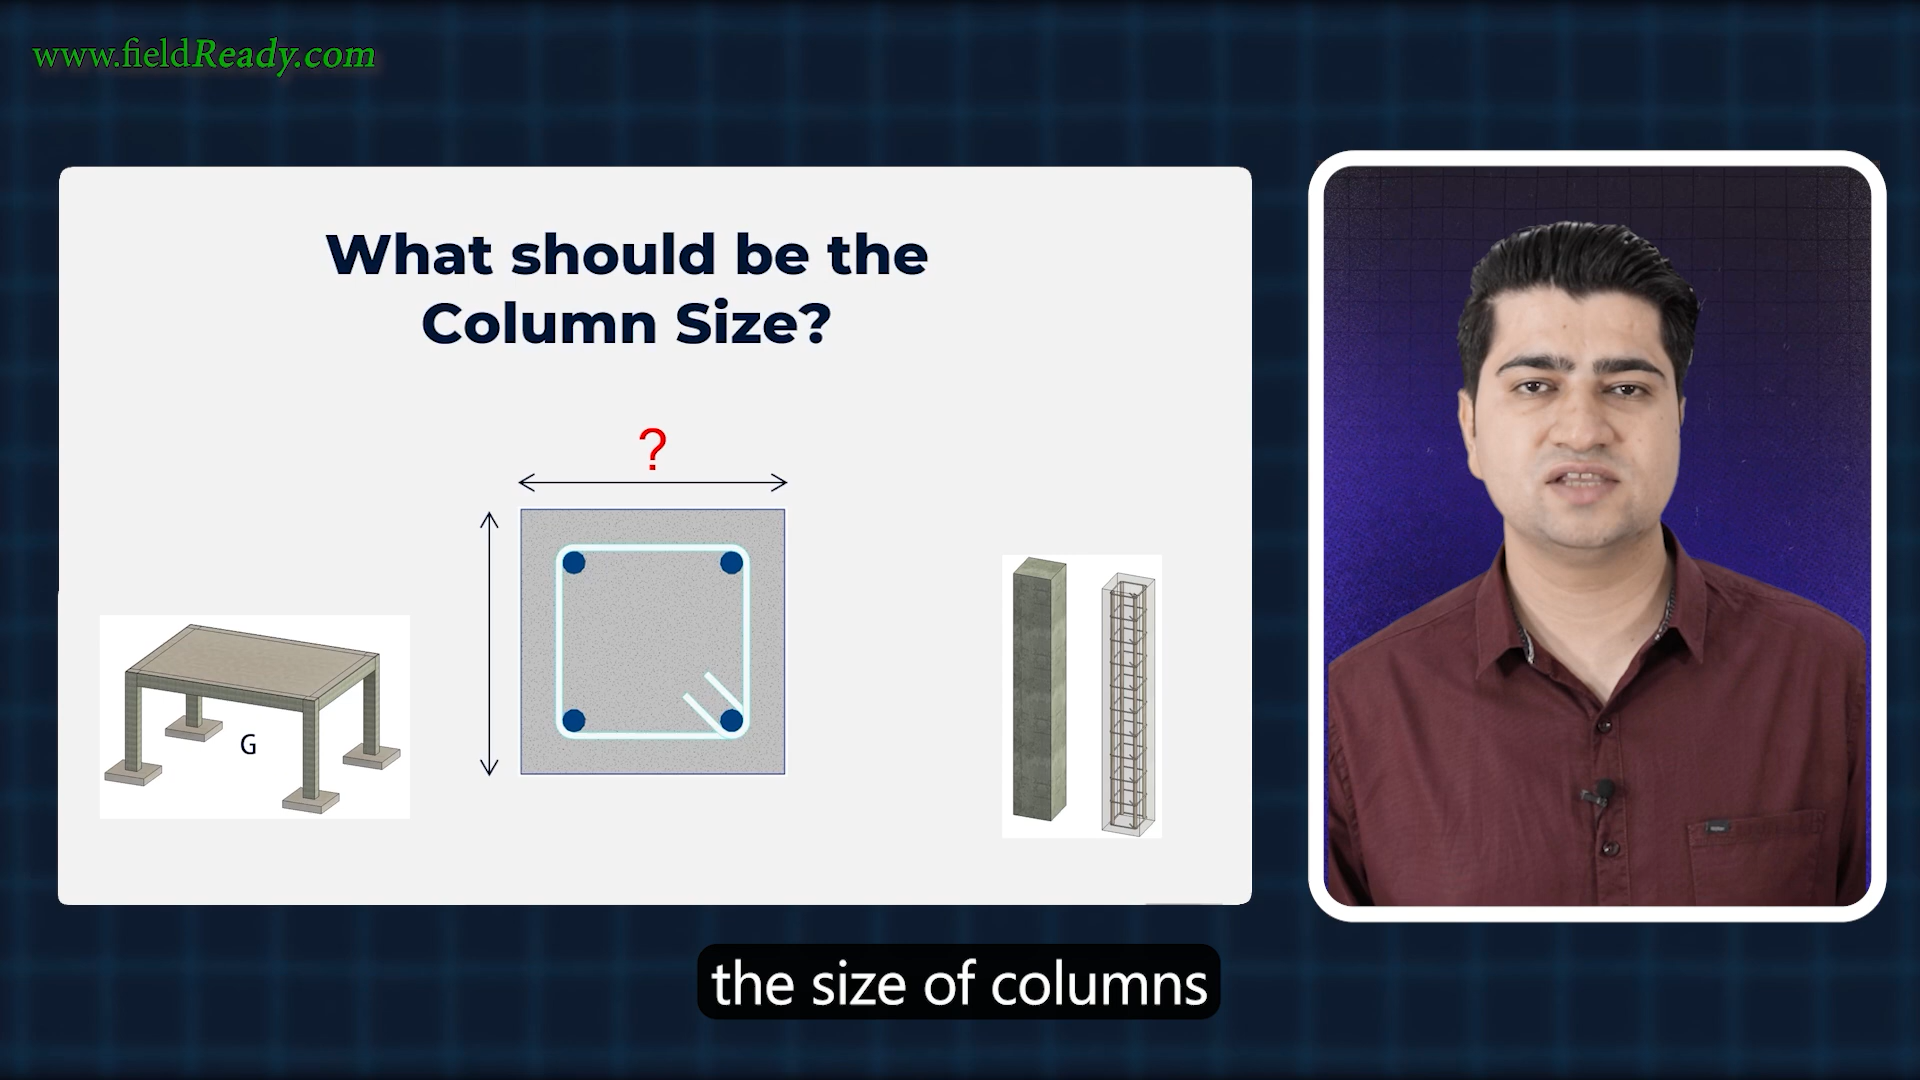 www.fieldReady.com
What should be the
Column Size?
?
G
the size of columns